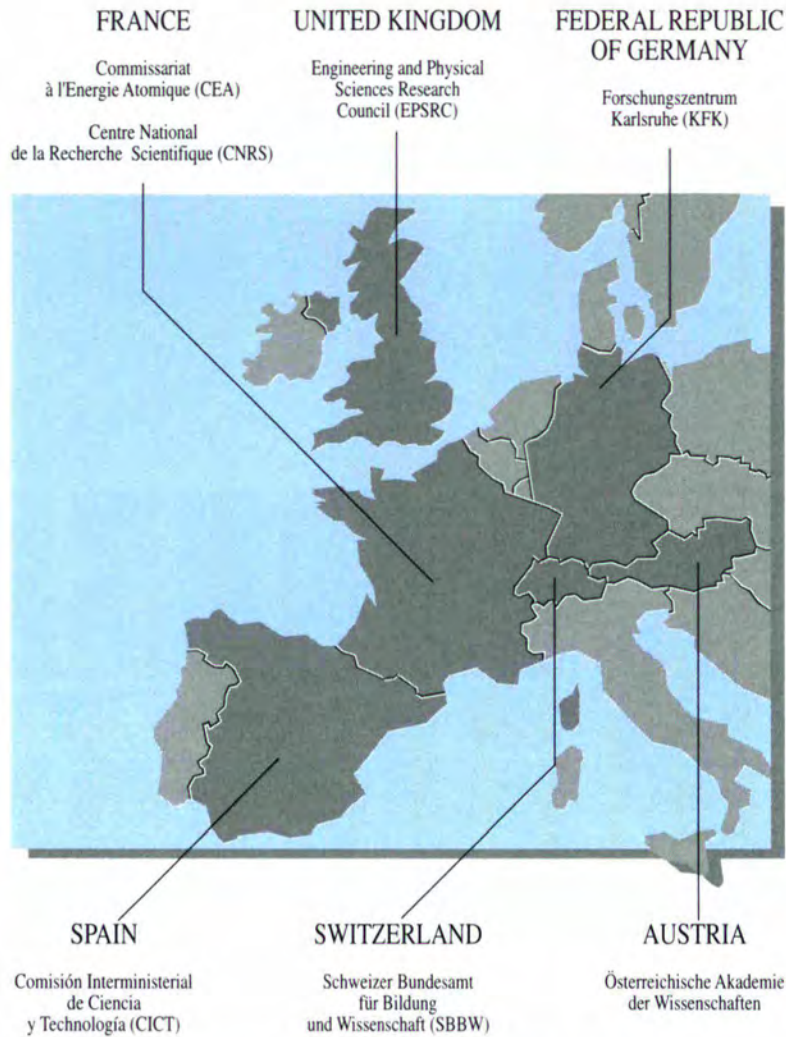 FRANCE
Commissariat
à l'Energie Atomique (CEA)
Centre National
de la Recherche Scientifique (CNRS)
UNITED KINGDOM
Engineering and Physical
Sciences Research
Council (EPSRC)
FEDERAL REPUBLIC
OF GERMANY
Forschungszentrum
Karlsruhe (KFK)
SPAIN
Comisión Interministerial
de Ciencia
y Technología (CICT)
SWITZERLAND
Schweizer Bundesamt
für Bildung
und Wissenschaft (SBBW)
AUSTRIA
Österreichische Akademie
der Wissenschaften